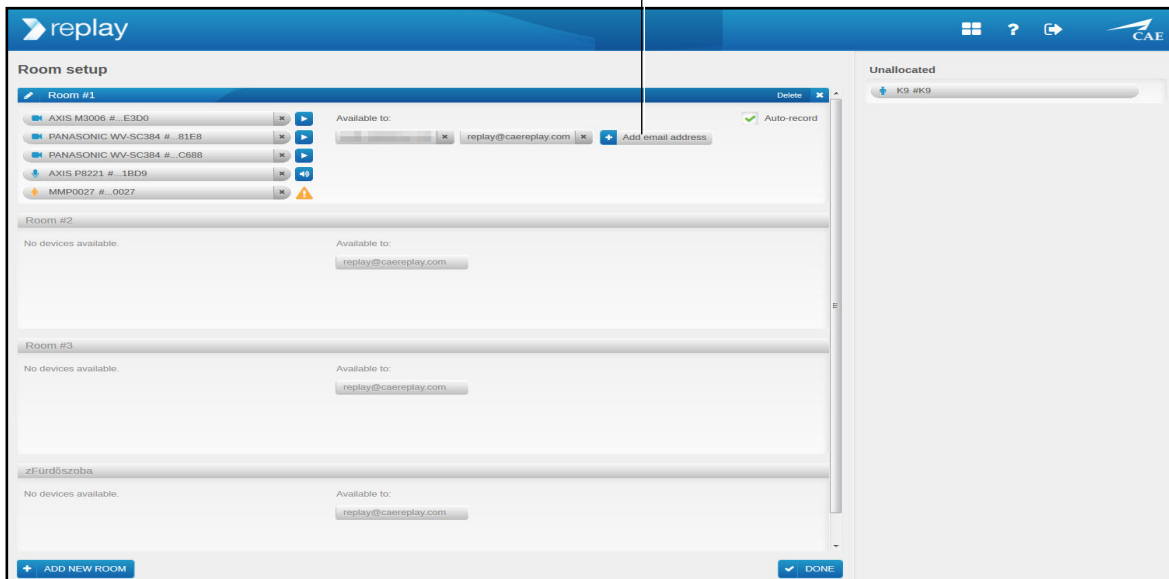 replay
? CAE
Room setup
Room #1 Delete
AXIS M3006 #...E3D0
PANASONIC WV-SC384 #...81E8
PANASONIC WV-SC384 #...C688
AXIS P8221 #...1BD9
MMP0027 #...0027
Available to:
replay@caereplay.com Add email address
Auto-record
Room #2
No devices available.
Available to:
replay@caereplay.com
Room #3
No devices available.
Available to:
replay@caereplay.com
zFürdőszoba
No devices available.
Available to:
replay@caereplay.com
ADD NEW ROOM
DONE
Unallocated
K9 #K9